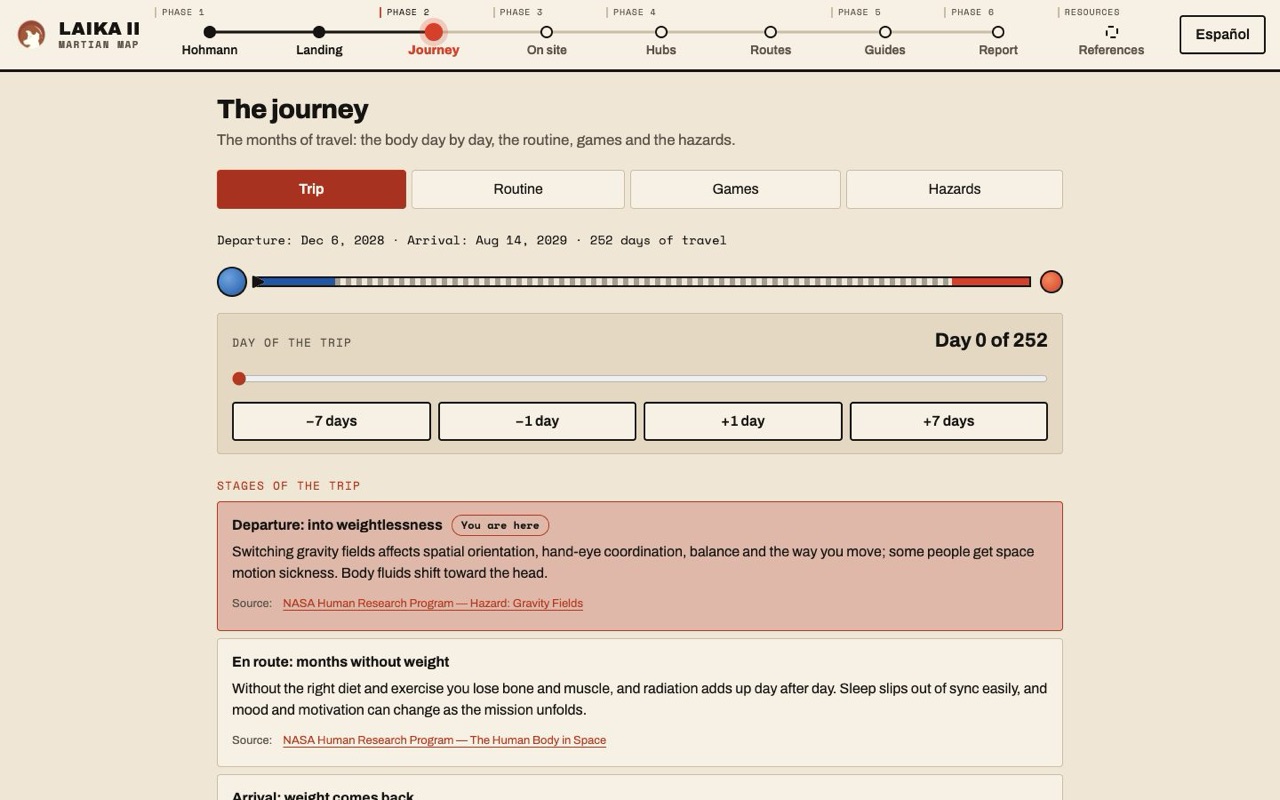 LAIKA II
MARTIAN MAP
PHASE 1
PHASE 2
PHASE 3
PHASE 4
PHASE 5
PHASE 6
RESOURCES
Hohmann
Landing
Journey
On site
Hubs
Routes
Guides
Report
References
Español
The journey
The months of travel: the body day by day, the routine, games and the hazards.
Trip
Routine
Games
Hazards
Departure: Dec 6, 2028 · Arrival: Aug 14, 2029 · 252 days of travel
DAY OF THE TRIP
Day 0 of 252
−7 days
−1 day
+1 day
+7 days
STAGES OF THE TRIP
Departure: into weightlessness
You are here
Switching gravity fields affects spatial orientation, hand-eye coordination, balance and the way you move; some people get space
motion sickness. Body fluids shift toward the head.
Source: NASA Human Research Program — Hazard: Gravity Fields
En route: months without weight
Without the right diet and exercise you lose bone and muscle, and radiation adds up day after day. Sleep slips out of sync easily, and
mood and motivation can change as the mission unfolds.
Source: NASA Human Research Program — The Human Body in Space
Arrival: weight comes back